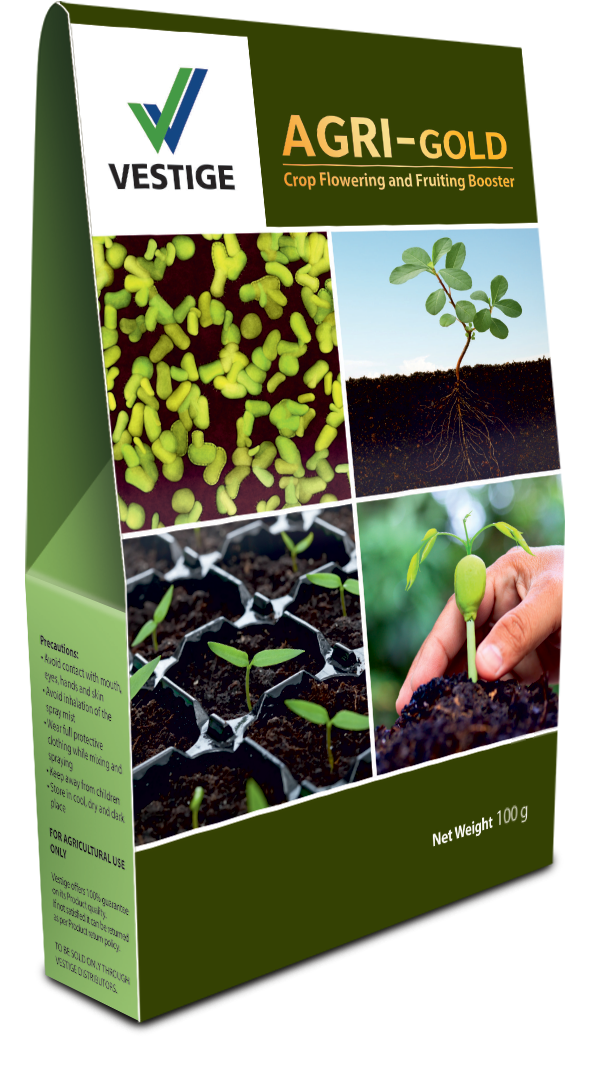 VESTIGE
AGRI-GOLD
Crop Flowering and Fruiting Booster
Precautions:
• Avoid contact with mouth,
eyes, hands and skin
• Avoid inhalation of the
spray mist
• Wear full protective
clothing while mixing and
spraying
• Keep away from children
• Store in cool, dry and dark
place
FOR AGRICULTURAL USE
ONLY
Vestige offers 100% guarantee
on its Product quality.
If not satisfied it can be returned
as per Product return policy.
TO BE SOLD ONLY THROUGH
VESTIGE DISTRIBUTORS.
Net Weight 100 g